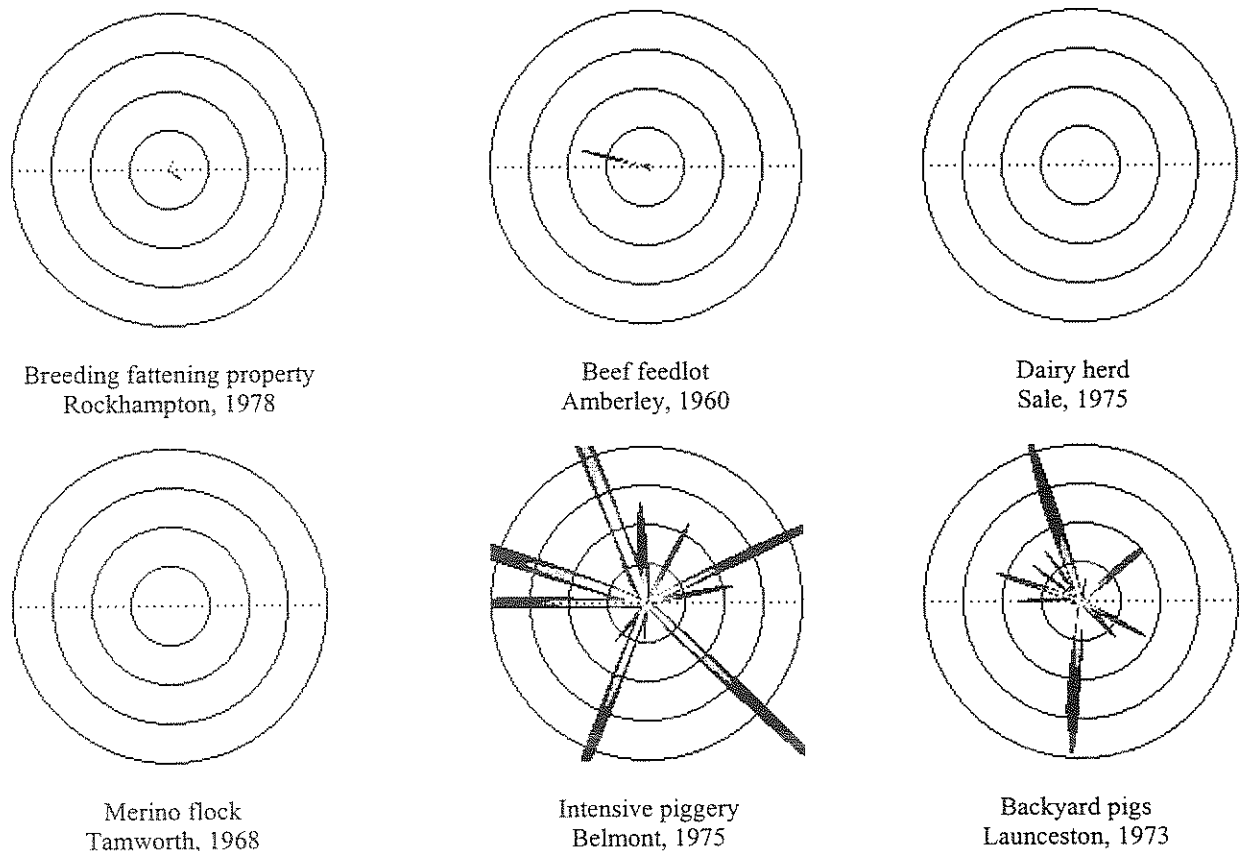 Breeding fattening property
Rockhampton, 1978
Beef feedlot
Amberley, 1960
Dairy herd
Sale, 1975
Merino flock
Tamworth, 1968
Intensive piggery
Belmont, 1975
Backyard pigs
Launceston, 1973